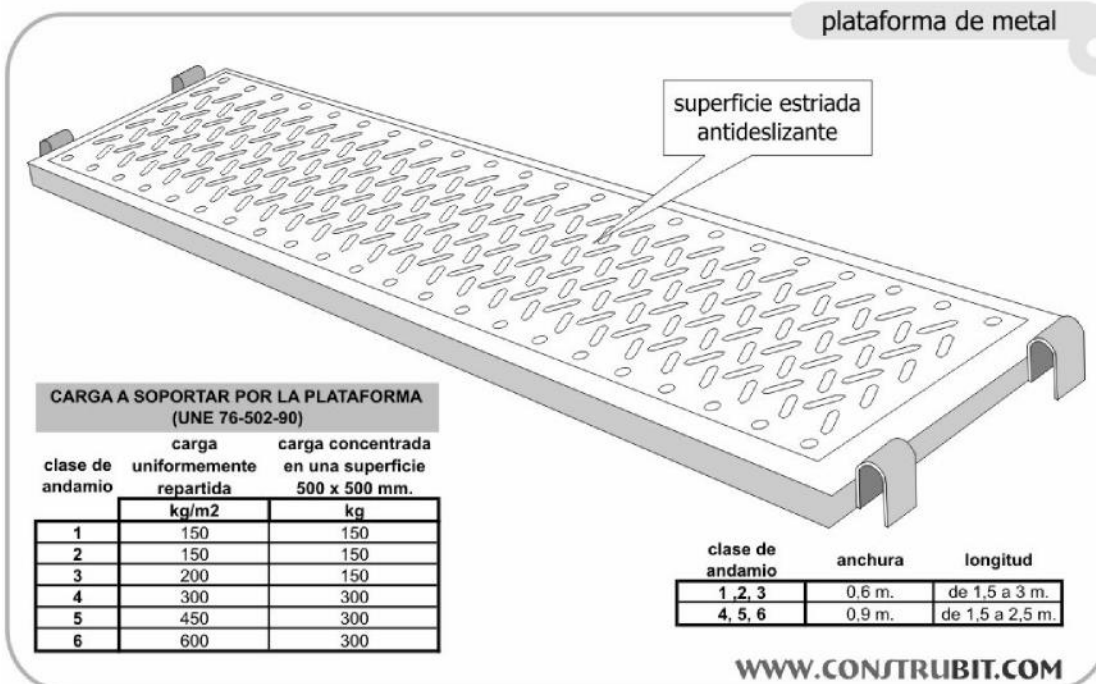 plataforma de metal
superficie estriada
antideslizante
CARGA A SOPORTAR POR LA PLATAFORMA
(UNE 76-502-90)
clase de andamio carga uniformemente repartida carga concentrada en una superficie 500 x 500 mm.
kg/m2 kg
1 150 150
2 150 150
3 200 150
4 300 300
5 450 300
6 600 300
clase de andamio anchura longitud
1 ,2, 3 0,6 m. de 1,5 a 3 m.
4, 5, 6 0,9 m. de 1,5 a 2,5 m.
WWW.CONSTRUBIT.COM